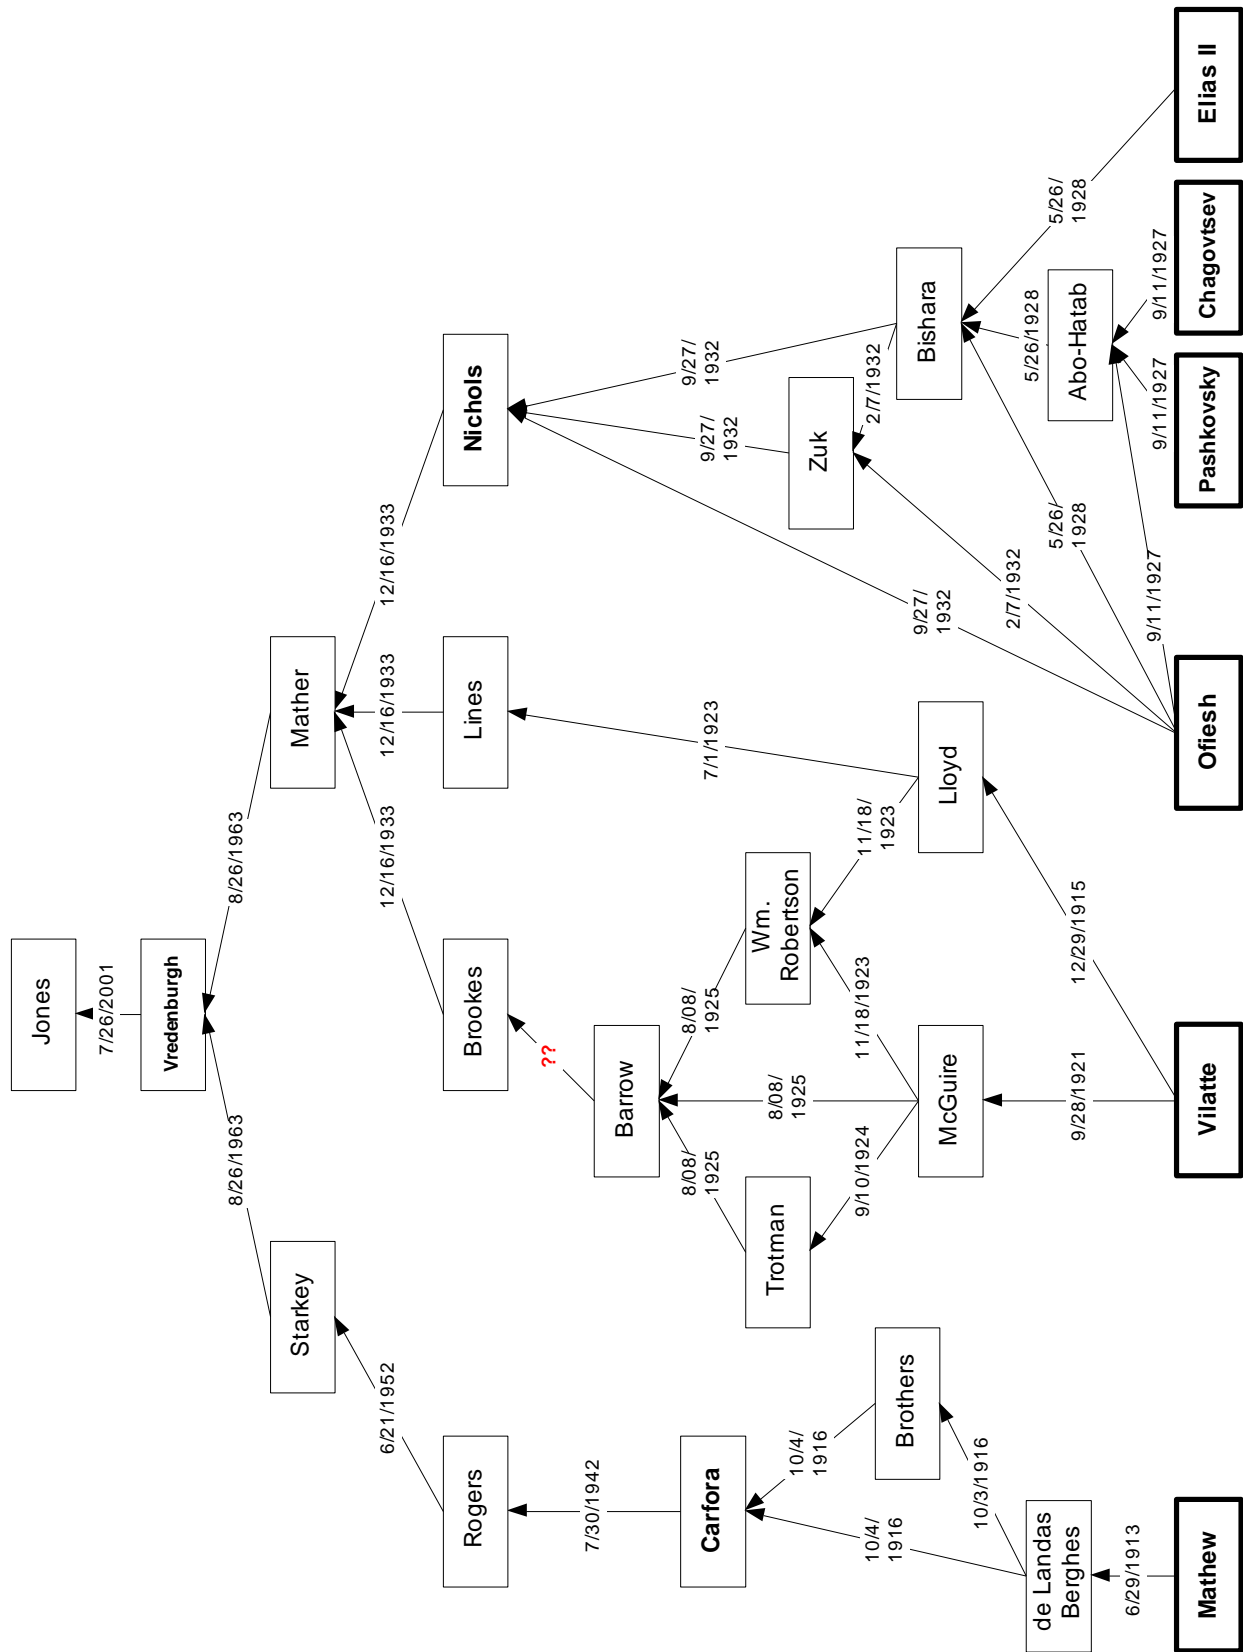 Jones
7/26/2001
Vredenburgh
8/26/1963
8/26/1963
Starkey
Mather
6/21/1952
12/16/1933
12/16/1933
12/16/1933
Rogers
Brookes
Lines
Nichols
7/30/1942
??
7/1/1923
9/27/
1932
9/27/
1932
9/27/
1932
Carfora
Barrow
8/08/
1925
8/08/
1925
8/08/
1925
Trotman
Wm.
Robertson
Zuk
10/4/
1916
10/4/
1916
9/10/1924
11/18/1923
11/18/
1923
2/7/1932
2/7/1932
Brothers
McGuire
Lloyd
Bishara
10/3/1916
5/26/
1928
5/26/1928
5/26/
1928
de Landas
Berghes
Abo-Hatab
6/29/1913
9/28/1921
12/29/1915
9/11/1927
9/11/1927
9/11/1927
Mathew
Vilatte
Ofiesh
Pashkovsky
Chagovtsev
Elias II